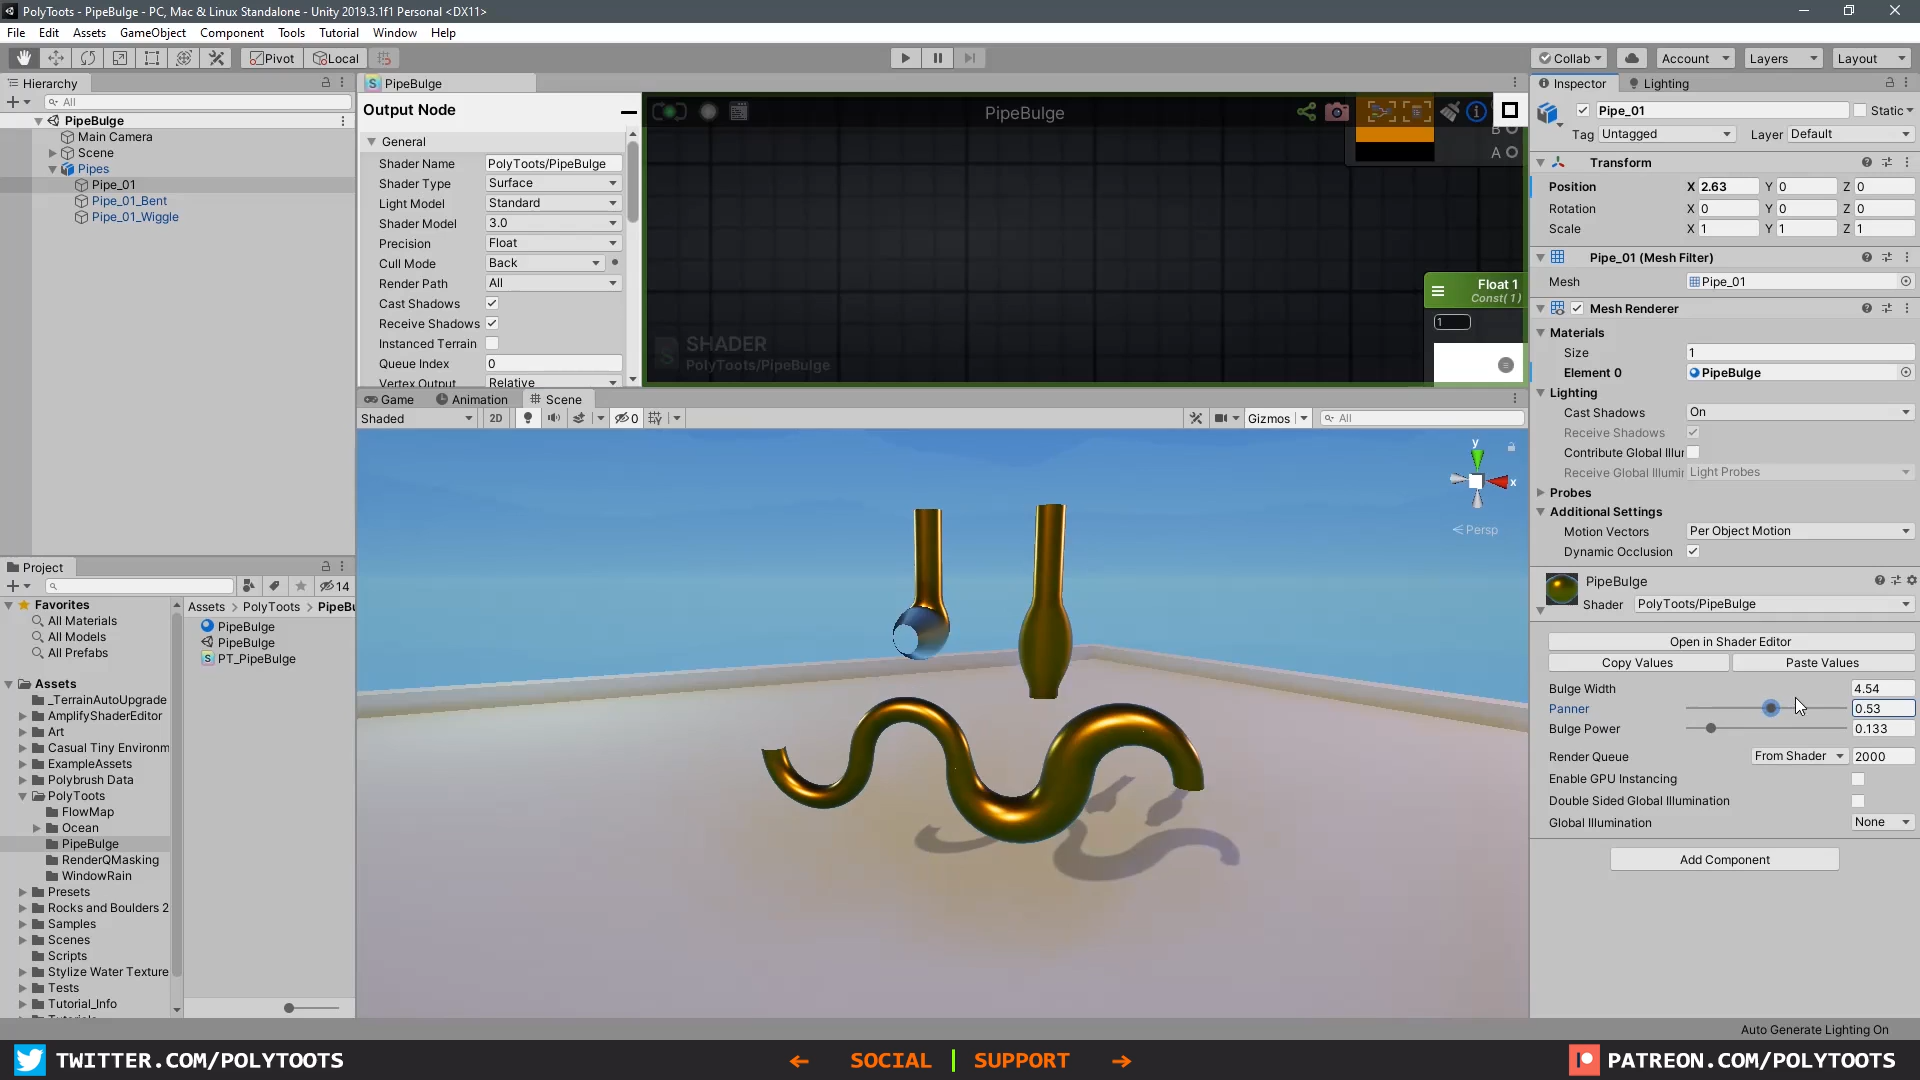 PolyToots - PipeBulge - PC, Mac & Linux Standalone - Unity 2019.3.1f1 Personal <DX11>
File Edit Assets GameObject Component Tools Tutorial Window Help
Pivot Local Collab Account Layers Layout
Hierarchy
All
PipeBulge
Main Camera
Scene
Pipes
Pipe_01
Pipe_01_Bent
Pipe_01_Wiggle
PipeBulge
Output Node
General
Shader Name PolyToots/PipeBulge
Shader Type Surface
Light Model Standard
Shader Model 3.0
Precision Float
Cull Mode Back
Render Path All
Cast Shadows
Receive Shadows
Instanced Terrain
Queue Index 0
Vertex Output Relative
PipeBulge
B
A
Float 1
Const( 1 )
1
SHADER
PolyToots/PipeBulge
Game Animation Scene
Shaded 2D 0 Gizmos All
y
x
Persp
Project
14
Favorites
All Materials
All Models
All Prefabs
Assets
_TerrainAutoUpgrade
AmplifyShaderEditor
Art
Casual Tiny Environm
ExampleAssets
Polybrush Data
PolyToots
FlowMap
Ocean
PipeBulge
RenderQMasking
WindowRain
Presets
Rocks and Boulders 2
Samples
Scenes
Scripts
Stylize Water Texture
Tests
Tutorial_Info
Assets > PolyToots > PipeBu
PipeBulge
PipeBulge
PT_PipeBulge
Inspector Lighting
Pipe_01 Static
Tag Untagged Layer Default
Transform
Position X 2.63 Y 0 Z 0
Rotation X 0 Y 0 Z 0
Scale X 1 Y 1 Z 1
Pipe_01 (Mesh Filter)
Mesh Pipe_01
Mesh Renderer
Materials
Size 1
Element 0 PipeBulge
Lighting
Cast Shadows On
Receive Shadows
Contribute Global Illur
Receive Global Illumir Light Probes
Probes
Additional Settings
Motion Vectors Per Object Motion
Dynamic Occlusion
PipeBulge
Shader PolyToots/PipeBulge
Open in Shader Editor
Copy Values Paste Values
Bulge Width 4.54
Panner 0.53
Bulge Power 0.133
Render Queue From Shader 2000
Enable GPU Instancing
Double Sided Global Illumination
Global Illumination None
Add Component
Auto Generate Lighting On
TWITTER.COM/POLYTOOTS
← SOCIAL | SUPPORT →
PATREON.COM/POLYTOOTS